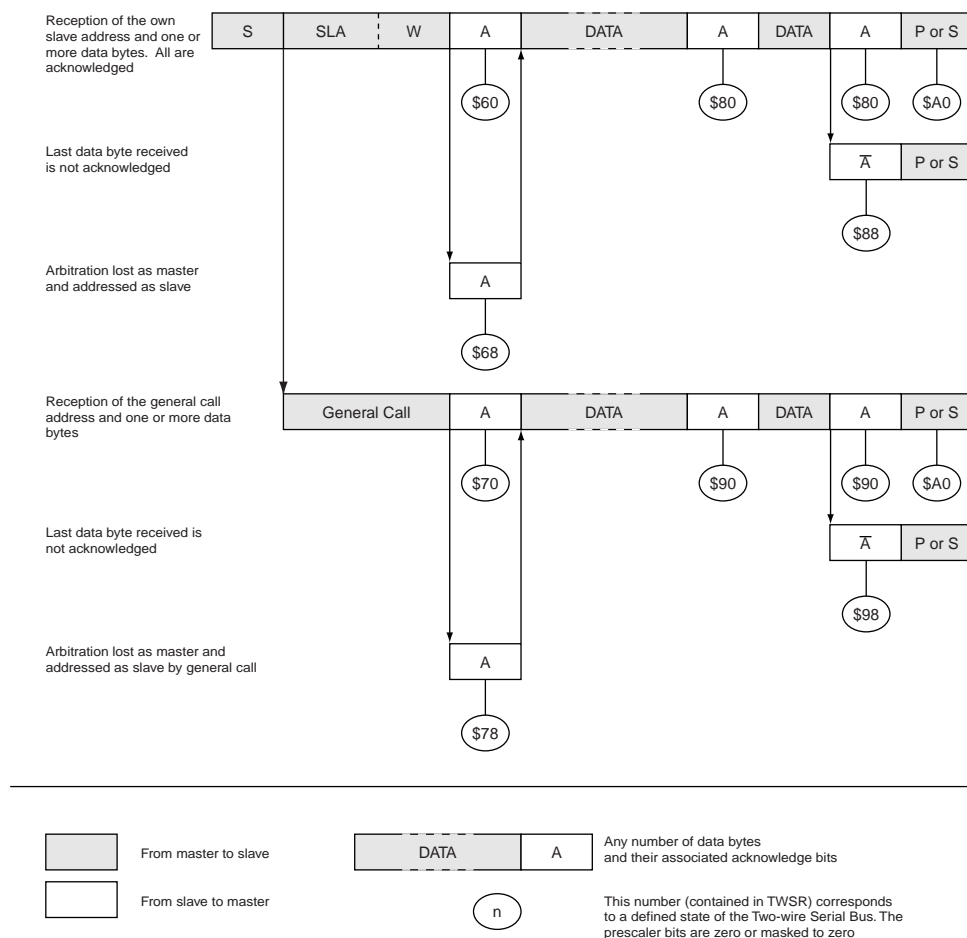 Reception of the own
slave address and one or
more data bytes. All are
acknowledged
S SLA W A DATA A DATA A P or S
$60 $80 $80 $A0
Last data byte received
is not acknowledged
A̅ P or S
$88
Arbitration lost as master
and addressed as slave
A
$68
Reception of the general call
address and one or more data
bytes
General Call A DATA A DATA A P or S
$70 $90 $90 $A0
Last data byte received is
not acknowledged
A̅ P or S
$98
Arbitration lost as master and
addressed as slave by general call
A
$78
From master to slave
DATA A
Any number of data bytes
and their associated acknowledge bits
From slave to master
n
This number (contained in TWSR) corresponds
to a defined state of the Two-wire Serial Bus. The
prescaler bits are zero or masked to zero